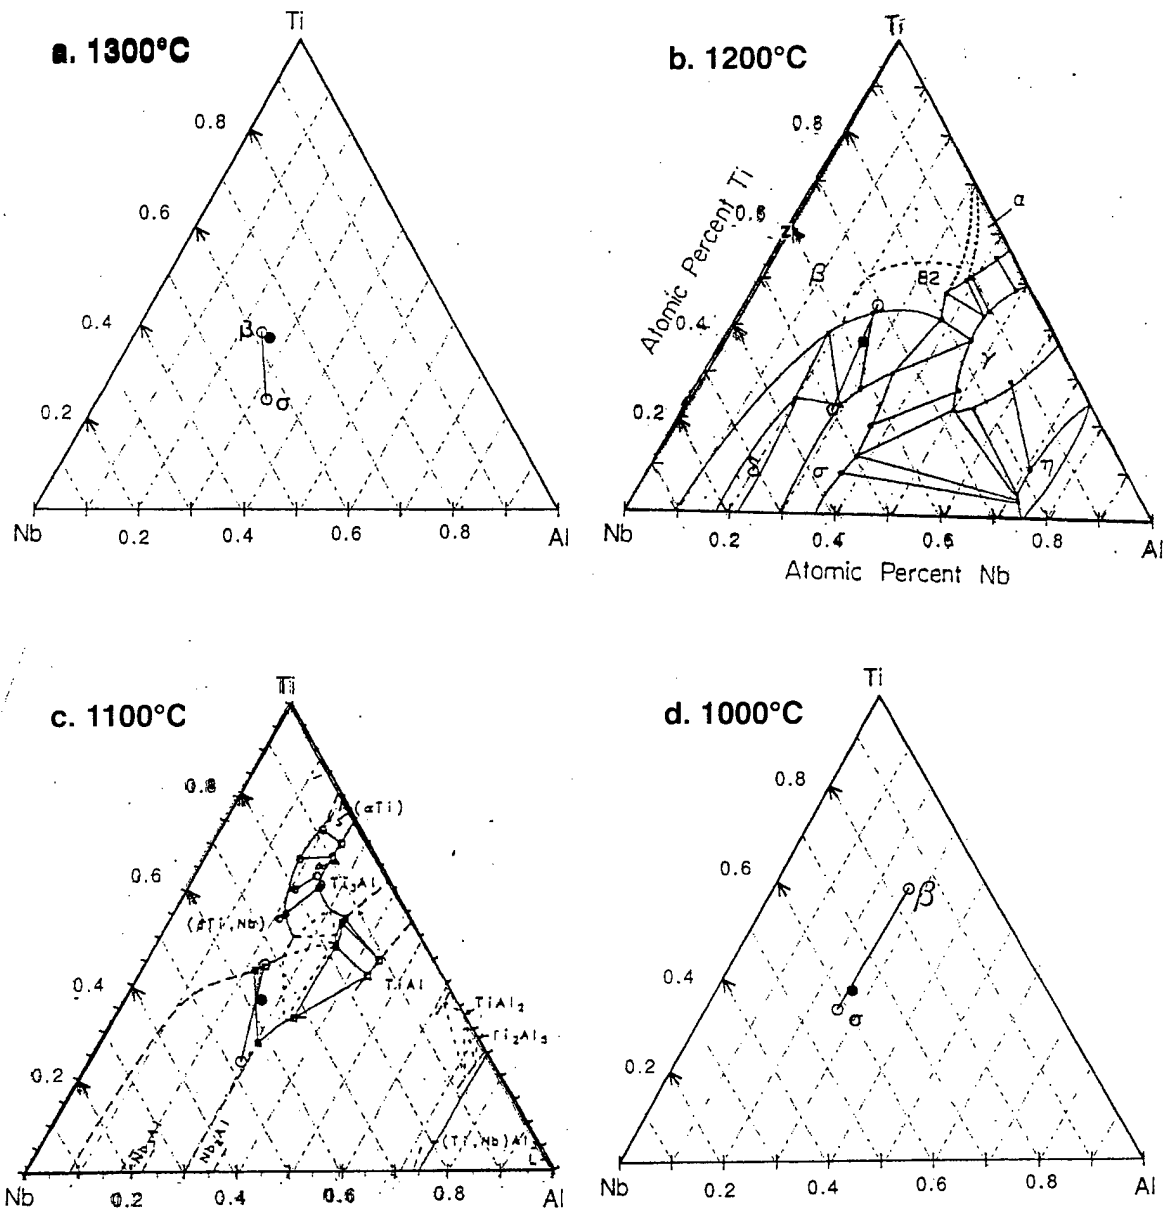 Ti
a. 1300°C
0.8
0.6
0.4
β
0.2
σ
Nb
0.2
0.4
0.6
0.8
Al
Ti
b. 1200°C
0.8
α
Atomic Percent Ti
0.6
Z
β
B2
0.4
γ
0.2
σ
η
Nb
0.2
0.4
0.6
0.8
Al
Atomic Percent Nb
Ti
c. 1100°C
0.8
(αTi)
0.6
Ti₃Al
(βTi,Nb)
0.4
TiAl
TiAl₂
Ti₂Al₅
0.2
Nb₃Al
Nb₂Al
(Ti,Nb)Al₃
L
Nb
0.2
0.4
0.6
0.8
Al
Ti
d. 1000°C
0.8
0.6
β
0.4
σ
0.2
Nb
0.2
0.4
0.6
0.8
Al